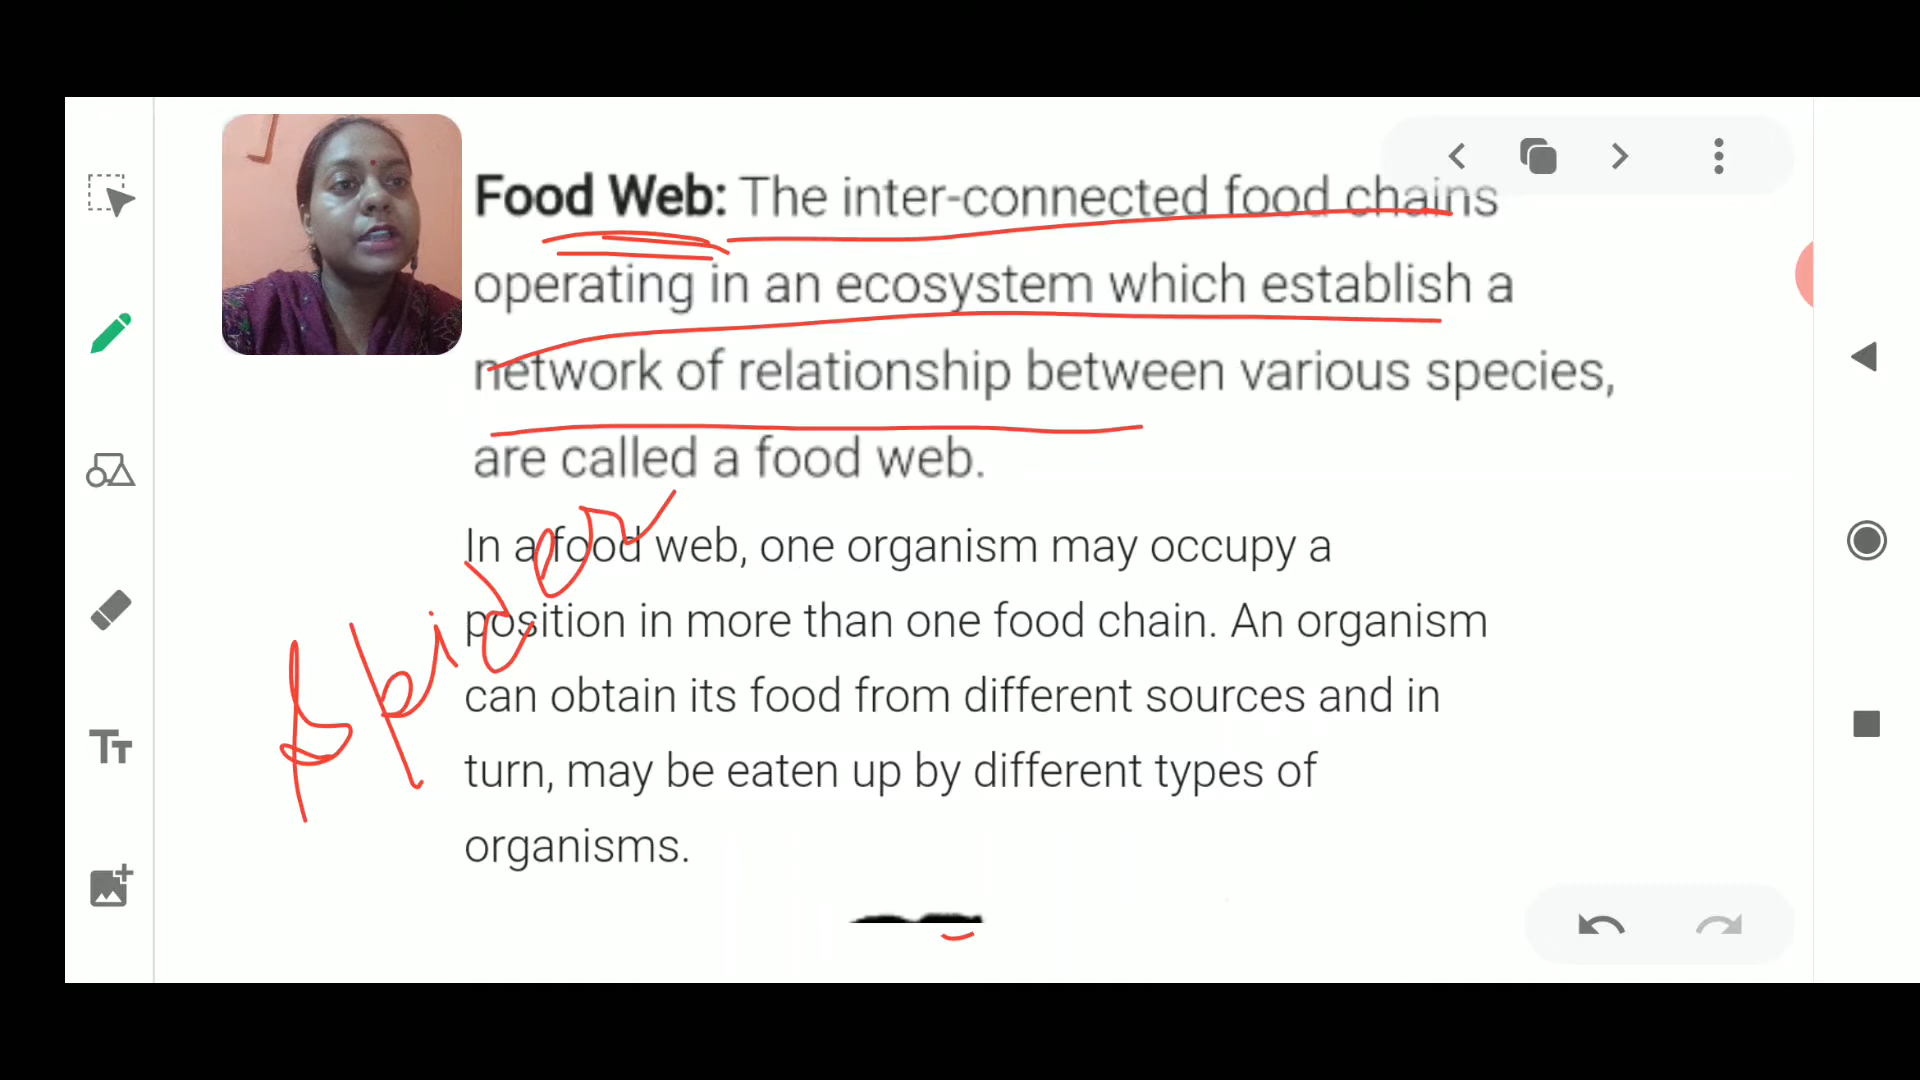 Food Web: The inter-connected food chains
operating in an ecosystem which establish a
network of relationship between various species,
are called a food web.
In a food web, one organism may occupy a
position in more than one food chain. An organism
can obtain its food from different sources and in
turn, may be eaten up by different types of
organisms.
Spider